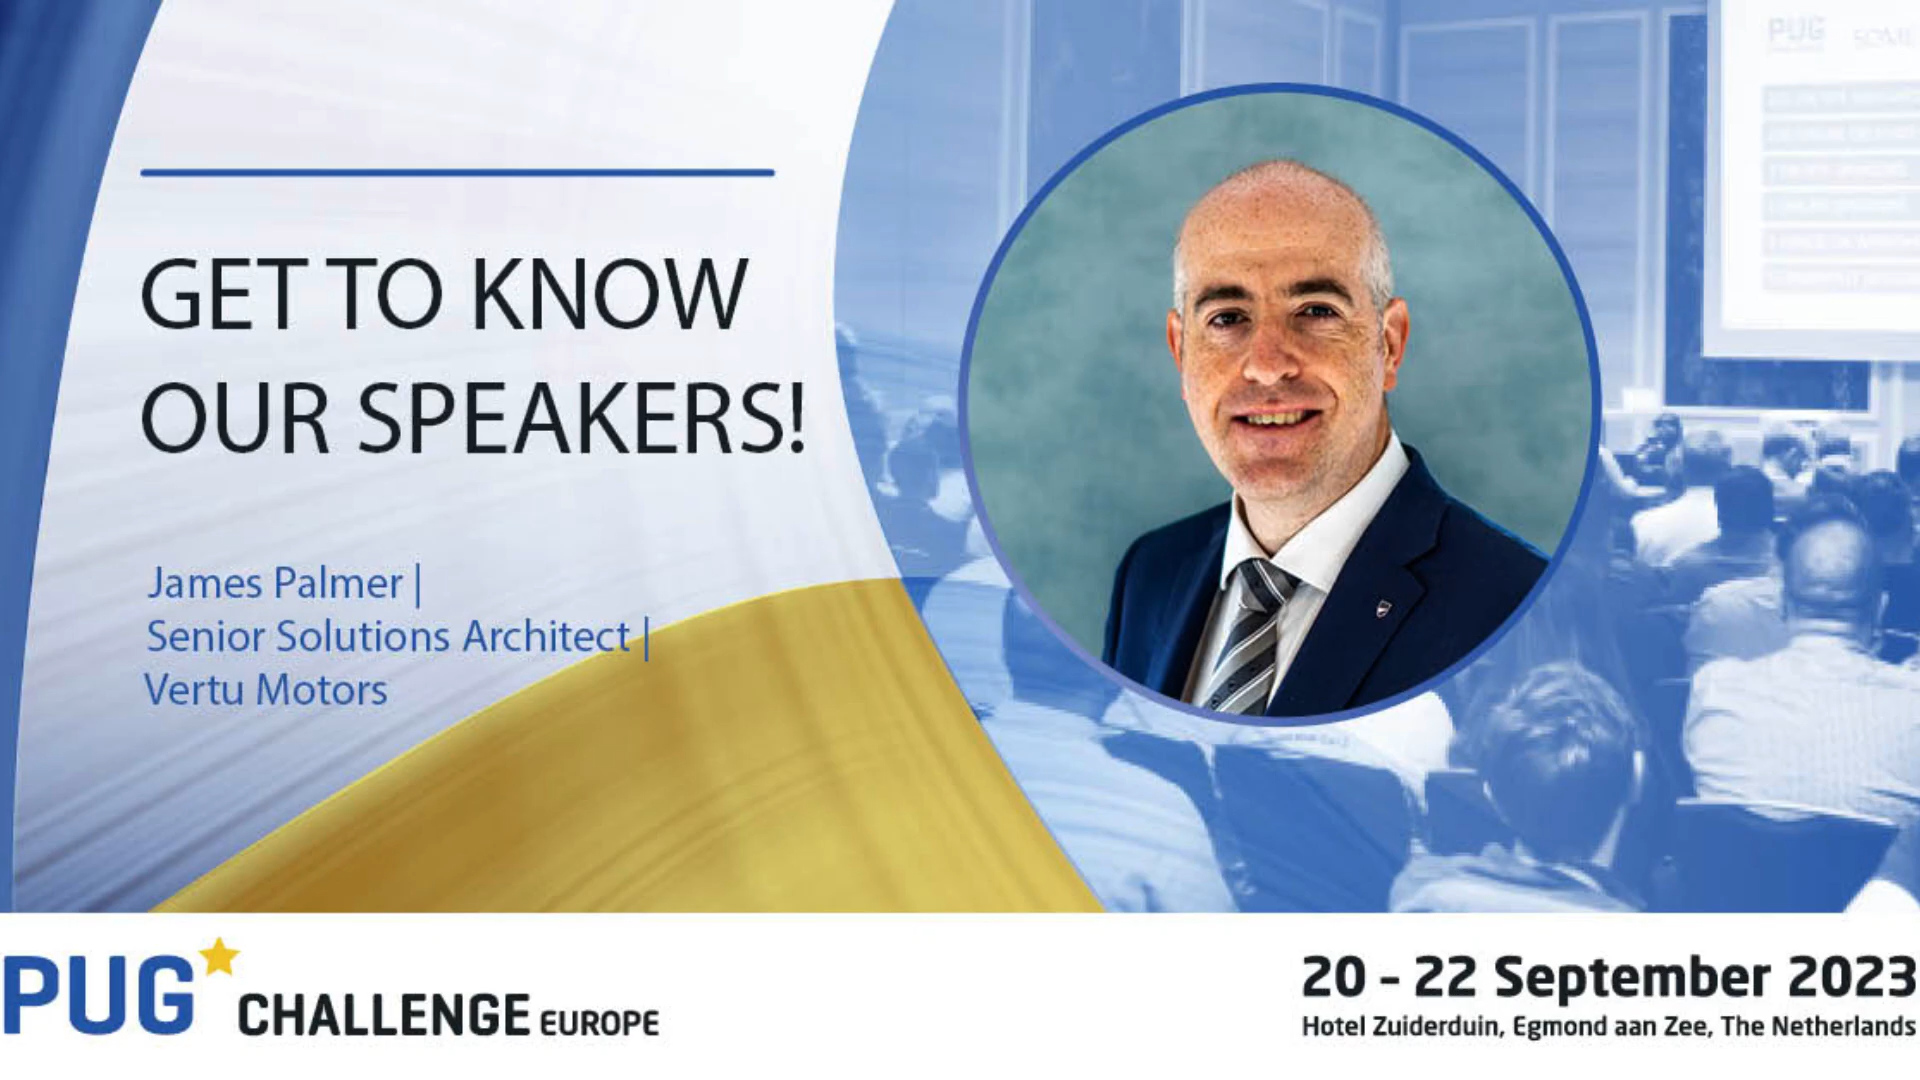 PUG
GET TO KNOW
OUR SPEAKERS!
James Palmer |
Senior Solutions Architect |
Vertu Motors
PUG CHALLENGE EUROPE
20 – 22 September 2023
Hotel Zuiderduin, Egmond aan Zee, The Netherlands